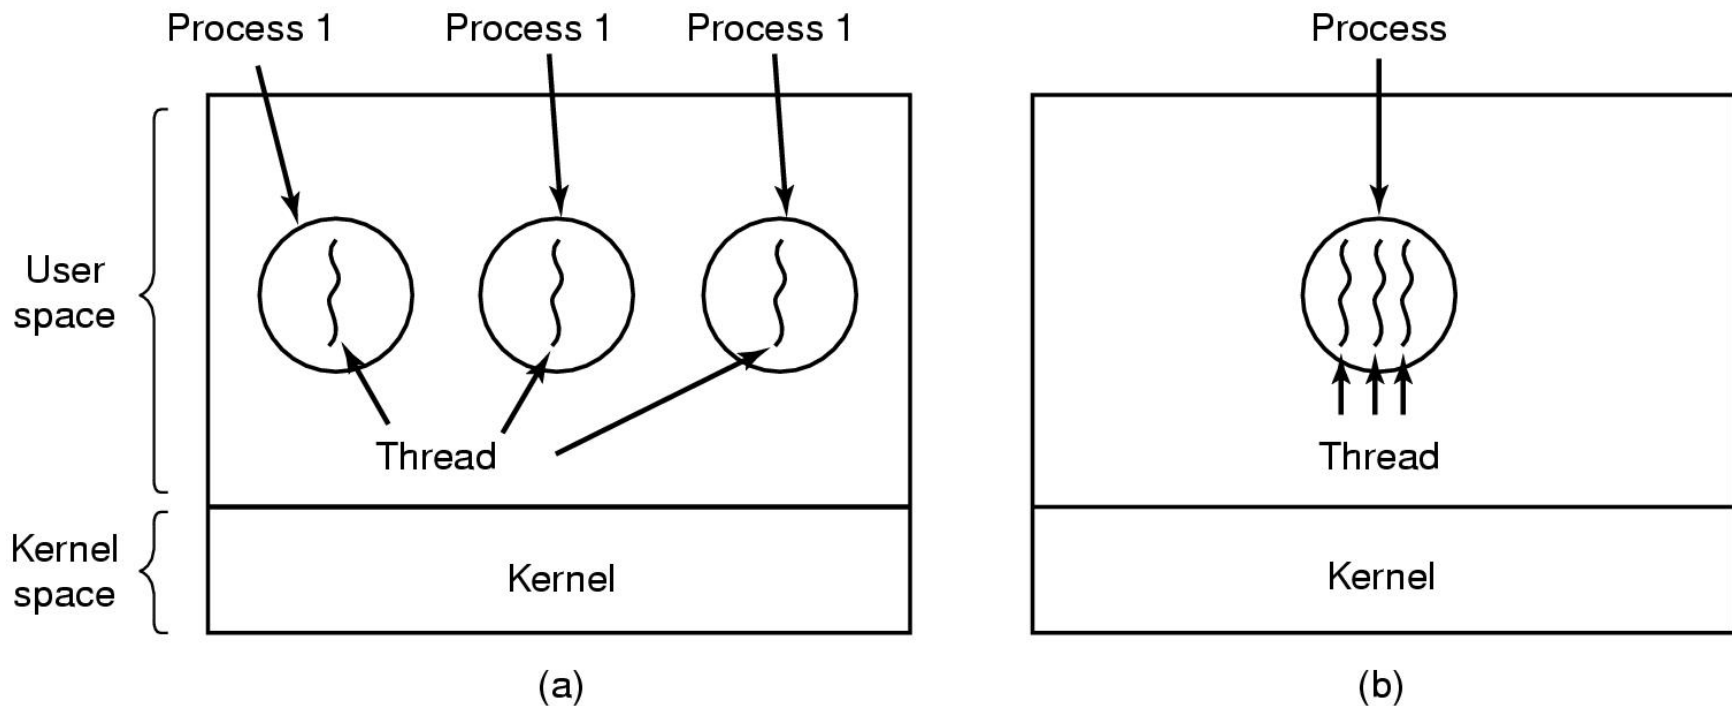 Process 1
Process 1
Process 1
Process
User
space
Thread
Thread
Kernel
space
Kernel
Kernel
(a)
(b)